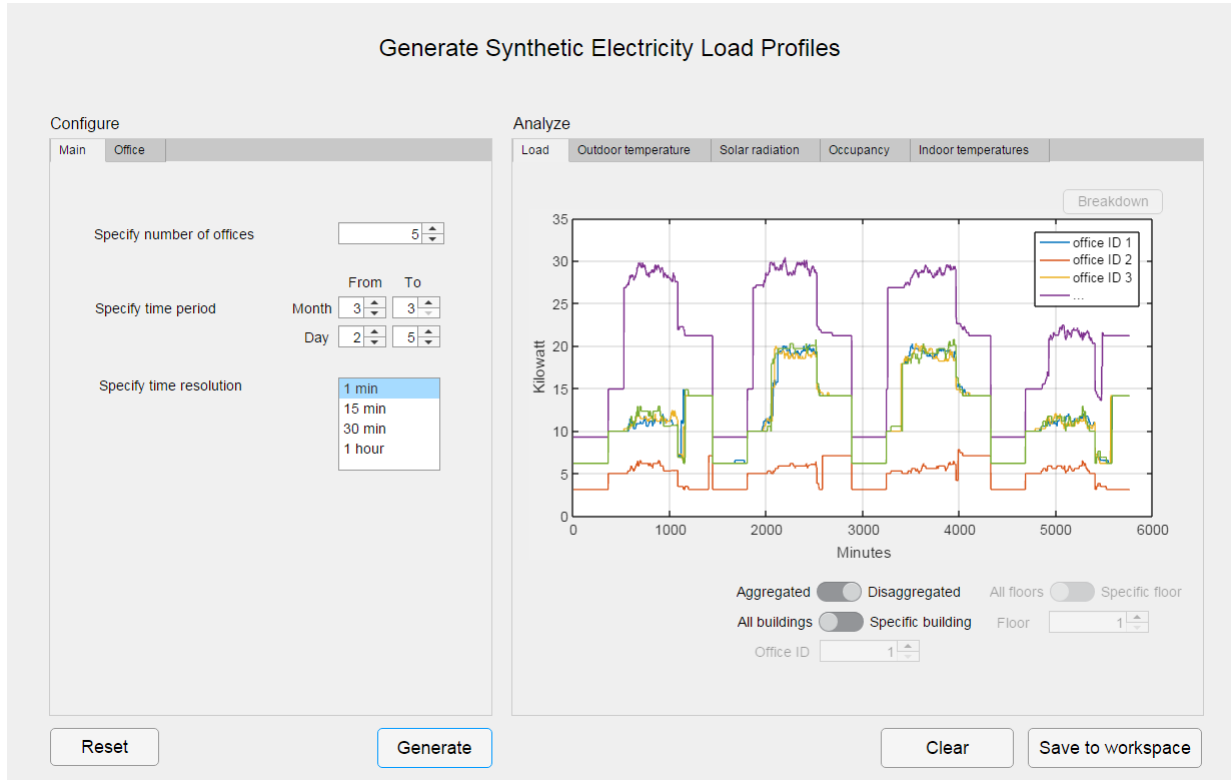 Generate Synthetic Electricity Load Profiles
Configure
Main Office
Specify number of offices 5
From To
Specify time period Month 3 3
Day 2 5
Specify time resolution
1 min
15 min
30 min
1 hour
Reset Generate
Analyze
Load Outdoor temperature Solar radiation Occupancy Indoor temperatures
Breakdown
35
30
25
20
15
10
5
0
Kilowatt
office ID 1
office ID 2
office ID 3
...
0 1000 2000 3000 4000 5000 6000
Minutes
Aggregated Disaggregated All floors Specific floor
All buildings Specific building Floor 1
Office ID 1
Clear Save to workspace